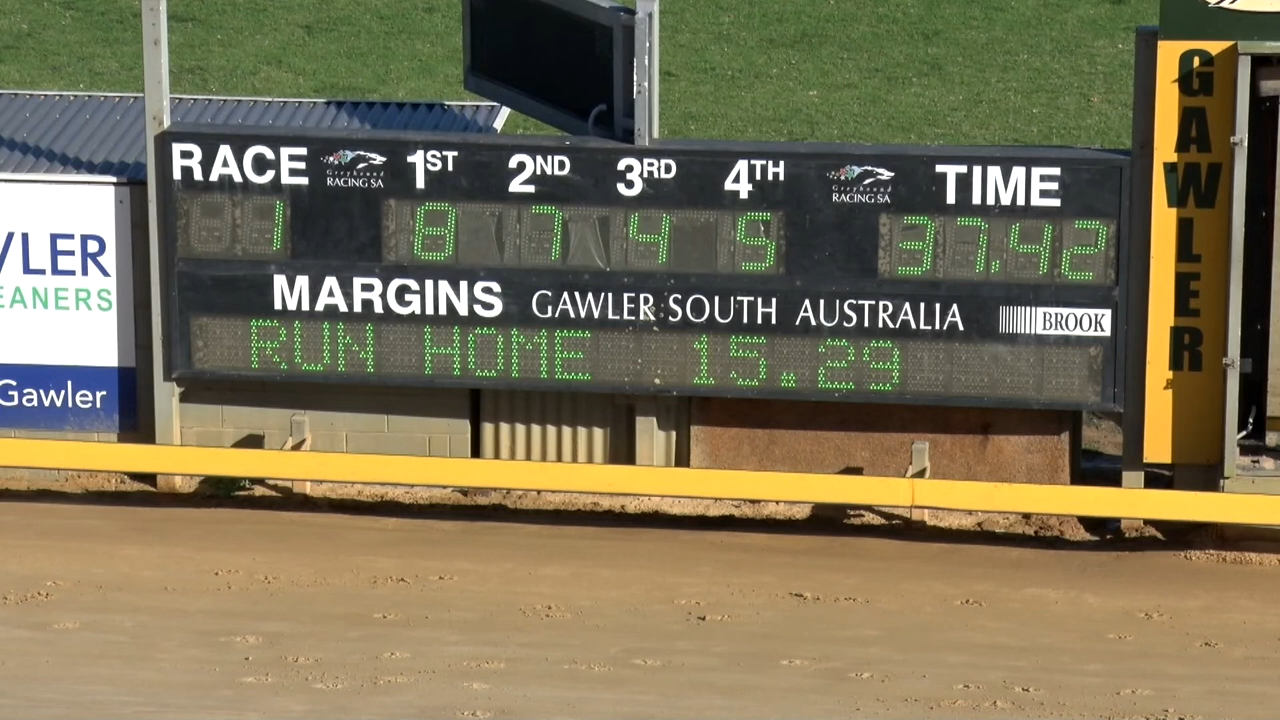 RACE 1ST 2ND 3RD 4TH TIME
Greyhound RACING SA
Greyhound RACING SA
1 8 7 4 5 37.42
MARGINS GAWLER SOUTH AUSTRALIA BROOK
RUN HOME 15.29
GAWLER
WLER
EANERS
Gawler